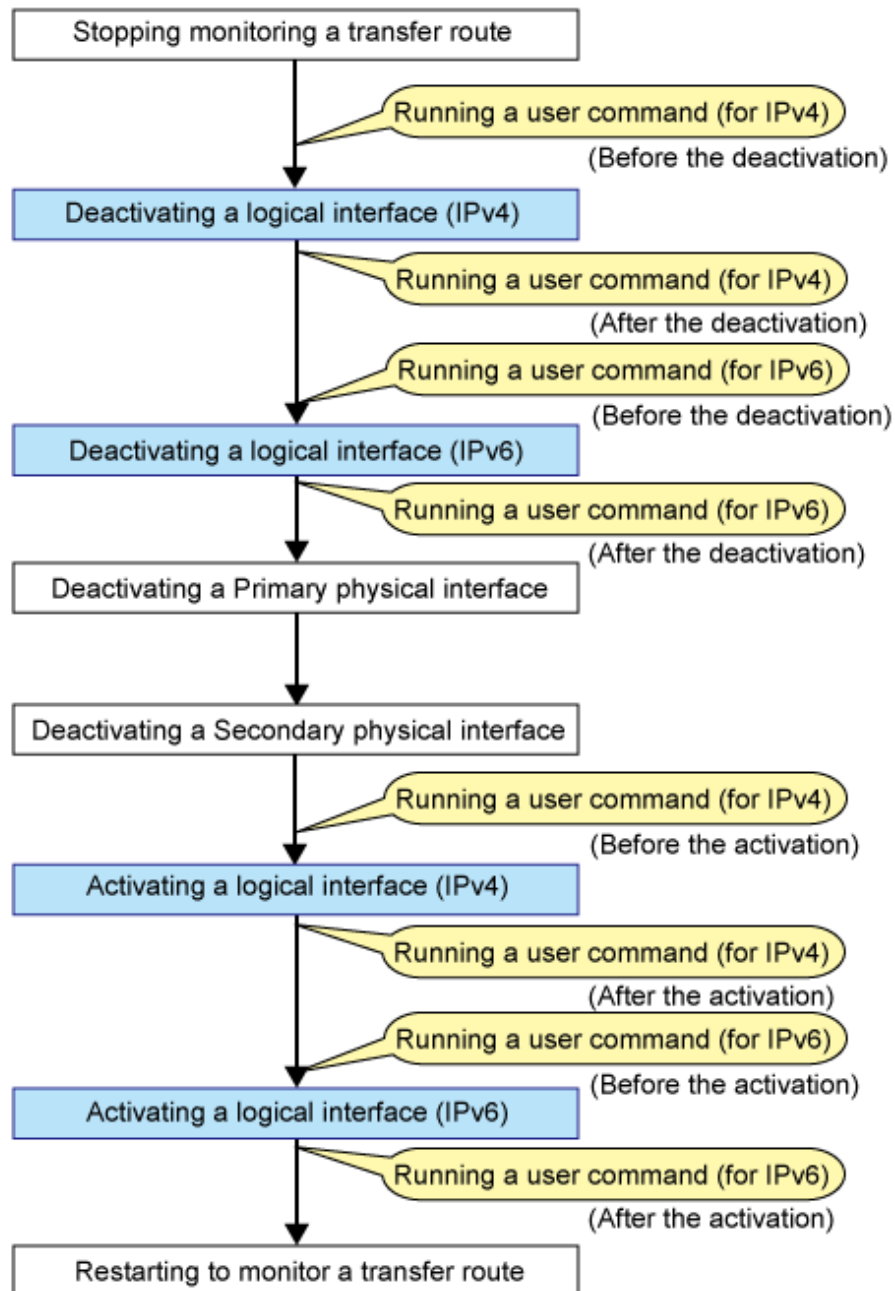 Stopping monitoring a transfer route
Running a user command (for IPv4)
(Before the deactivation)
Deactivating a logical interface (IPv4)
Running a user command (for IPv4)
(After the deactivation)
Running a user command (for IPv6)
(Before the deactivation)
Deactivating a logical interface (IPv6)
Running a user command (for IPv6)
(After the deactivation)
Deactivating a Primary physical interface
Deactivating a Secondary physical interface
Running a user command (for IPv4)
(Before the activation)
Activating a logical interface (IPv4)
Running a user command (for IPv4)
(After the activation)
Running a user command (for IPv6)
(Before the activation)
Activating a logical interface (IPv6)
Running a user command (for IPv6)
(After the activation)
Restarting to monitor a transfer route